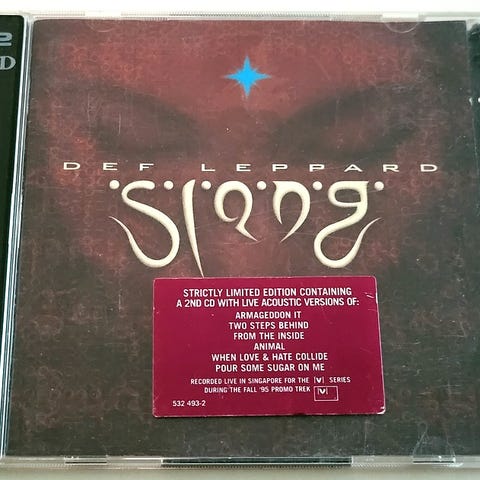 2
D
DEF LEPPARD
slang
STRICTLY LIMITED EDITION CONTAINING
A 2ND CD WITH LIVE ACOUSTIC VERSIONS OF:
ARMAGEDDON IT
TWO STEPS BEHIND
FROM THE INSIDE
ANIMAL
WHEN LOVE & HATE COLLIDE
POUR SOME SUGAR ON ME
RECORDED LIVE IN SINGAPORE FOR THE [V] SERIES
DURING THE FALL '95 PROMO TREK [V]
532 493-2